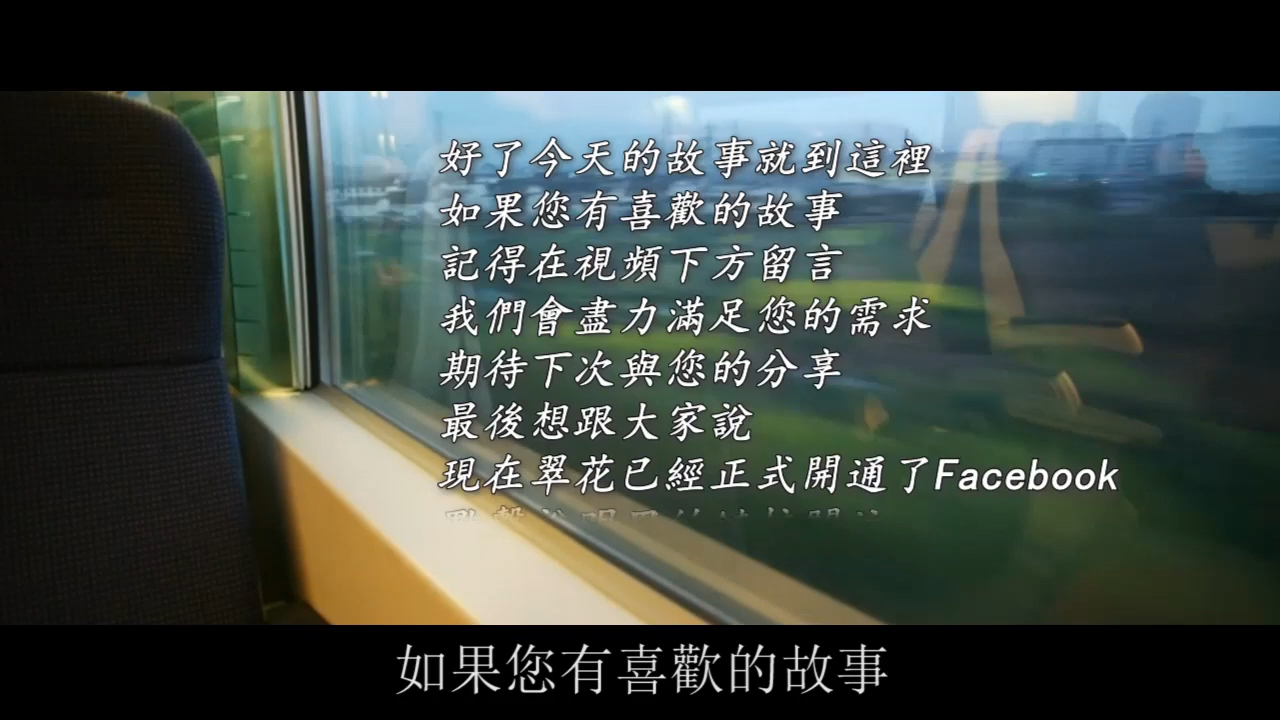 好了今天的故事就到這裡
如果您有喜歡的故事
記得在視頻下方留言
我們會盡力滿足您的需求
期待下次與您的分享
最後想跟大家說
現在翠花已經正式開通了Facebook
如果您有喜歡的故事